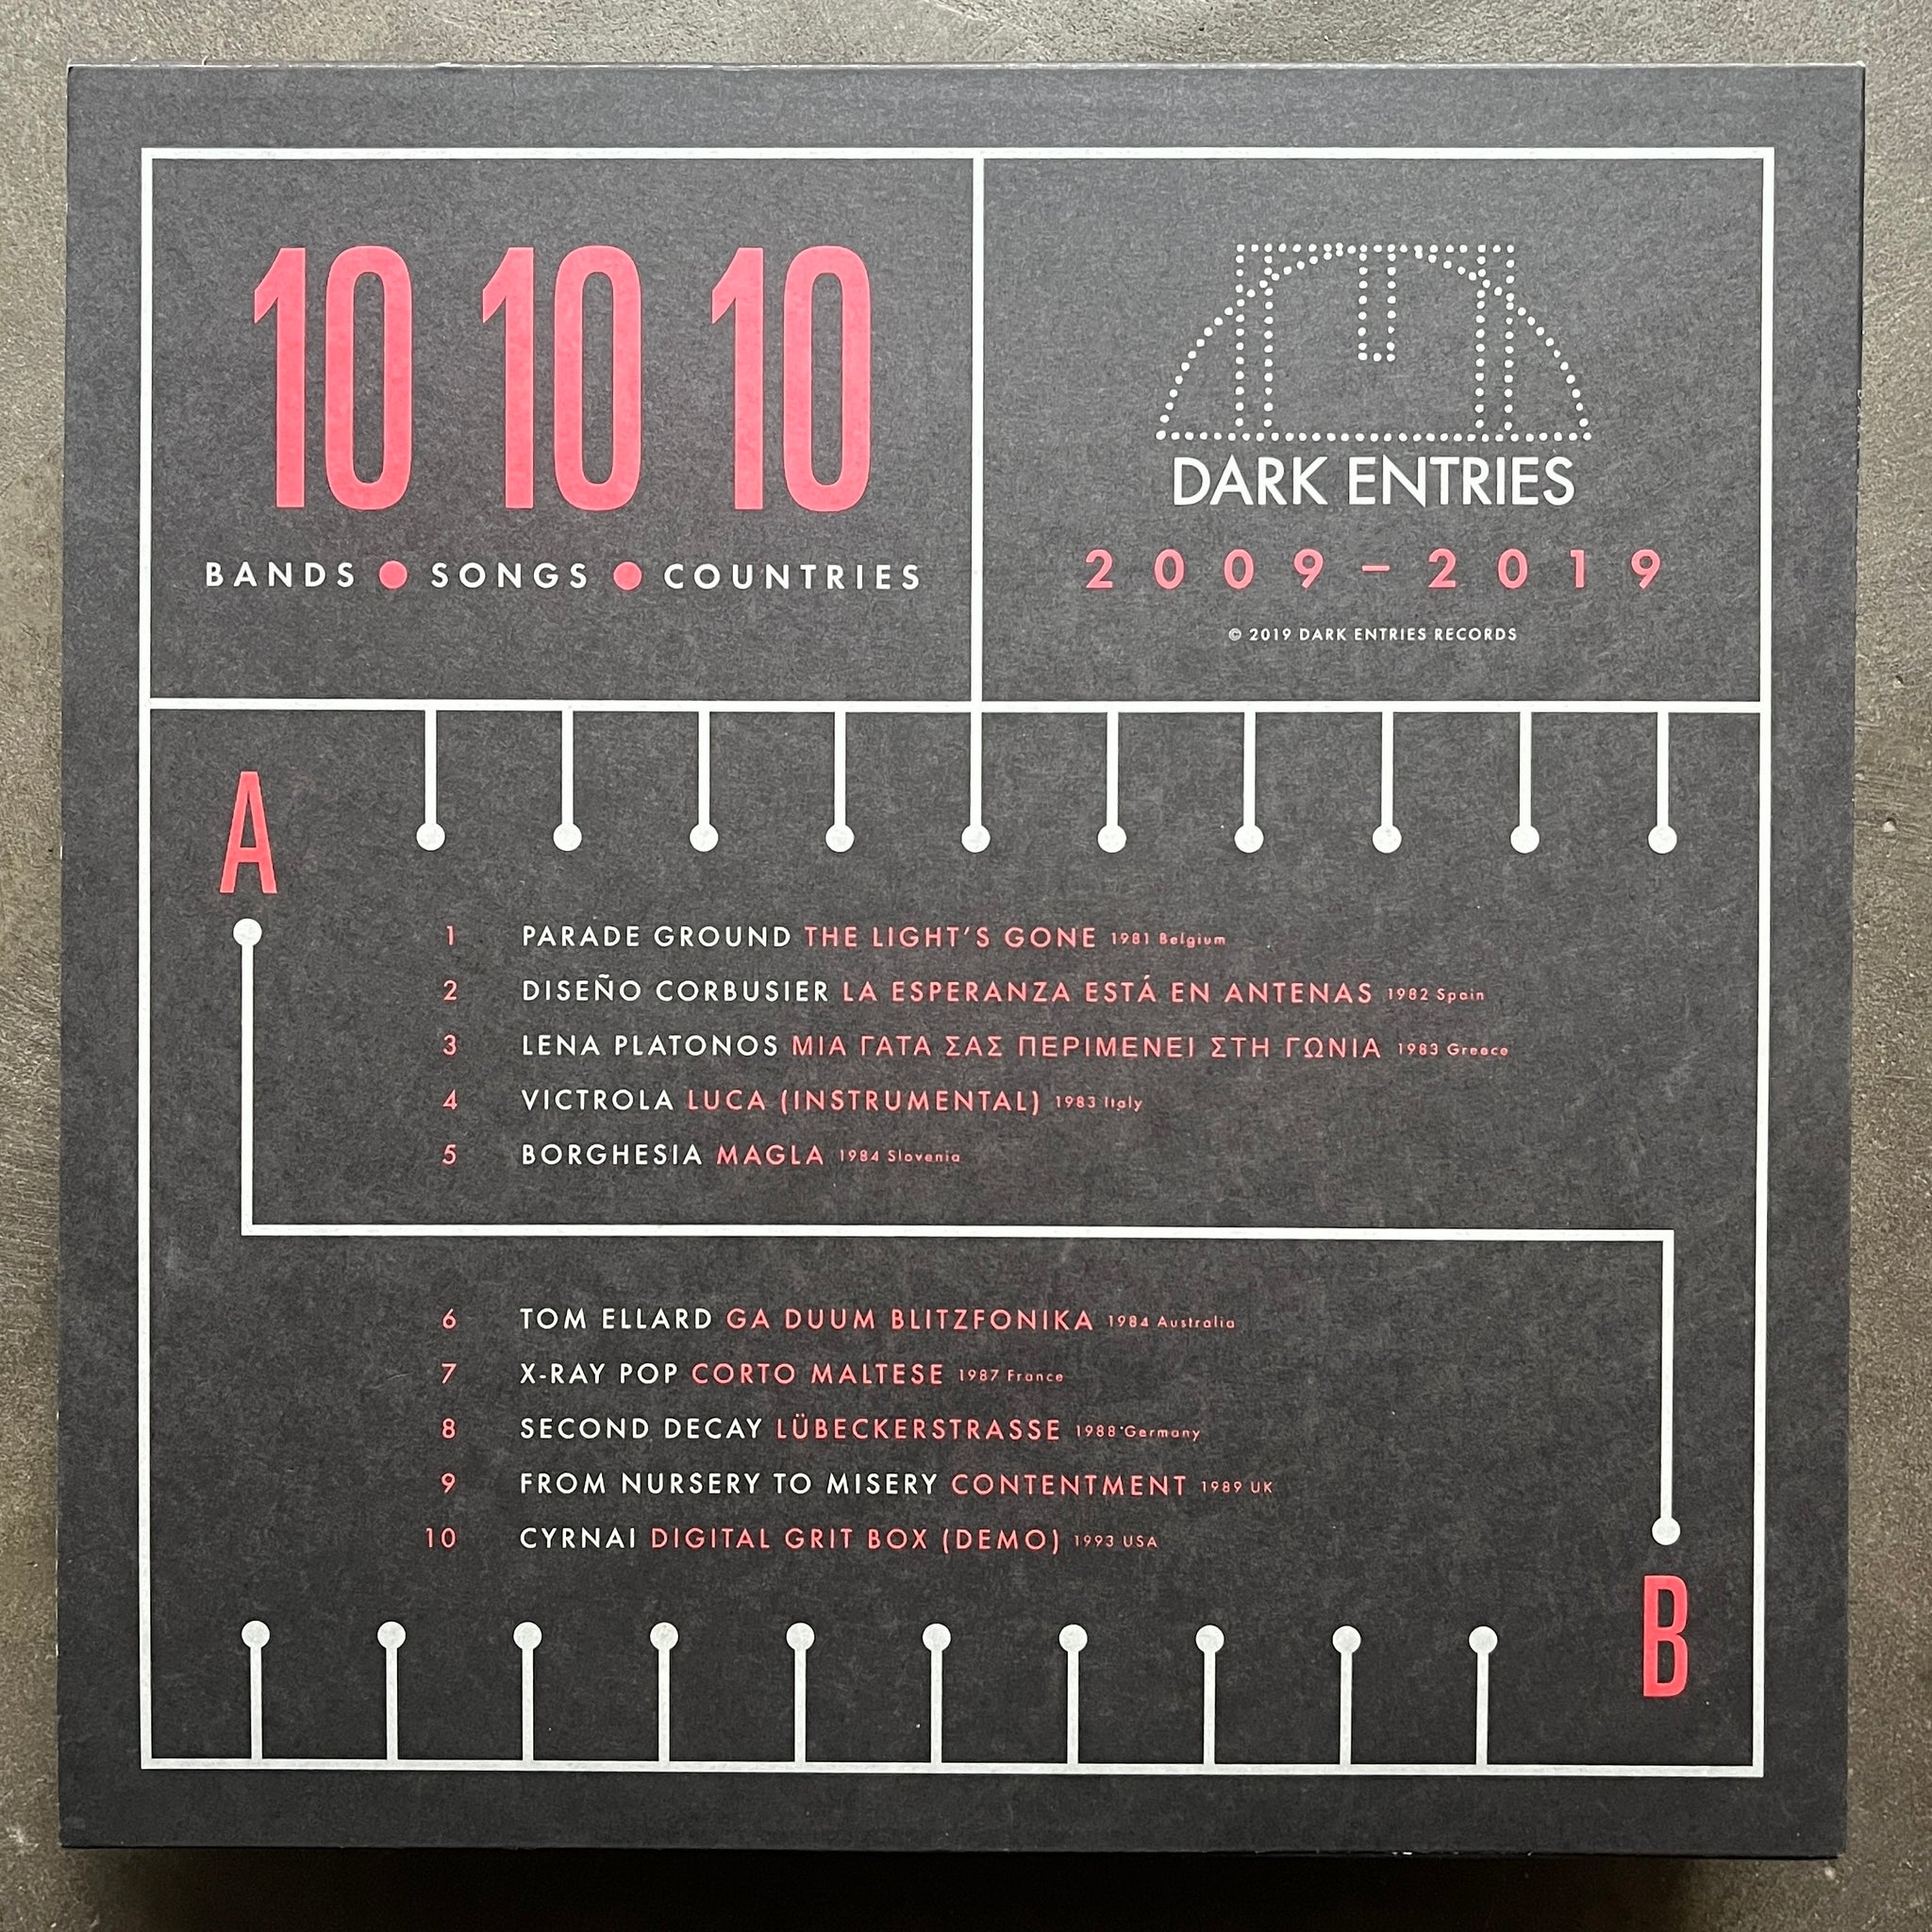 10 10 10
BANDS ● SONGS ● COUNTRIES
DARK ENTRIES
2009–2019
© 2019 DARK ENTRIES RECORDS
A
1 PARADE GROUND THE LIGHT'S GONE 1981 Belgium
2 DISEÑO CORBUSIER LA ESPERANZA ESTÁ EN ANTENAS 1982 Spain
3 LENA PLATONOS ΜΙΑ ΓΑΤΑ ΣΑΣ ΠΕΡΙΜΕΝΕΙ ΣΤΗ ΓΩΝΙΑ 1983 Greece
4 VICTROLA LUCA (INSTRUMENTAL) 1983 Italy
5 BORGHESIA MAGLA 1984 Slovenia
6 TOM ELLARD GA DUUM BLITZFONIKA 1984 Australia
7 X-RAY POP CORTO MALTESE 1987 France
8 SECOND DECAY LÜBECKERSTRASSE 1988 Germany
9 FROM NURSERY TO MISERY CONTENTMENT 1989 UK
10 CYRNAI DIGITAL GRIT BOX (DEMO) 1993 USA
B